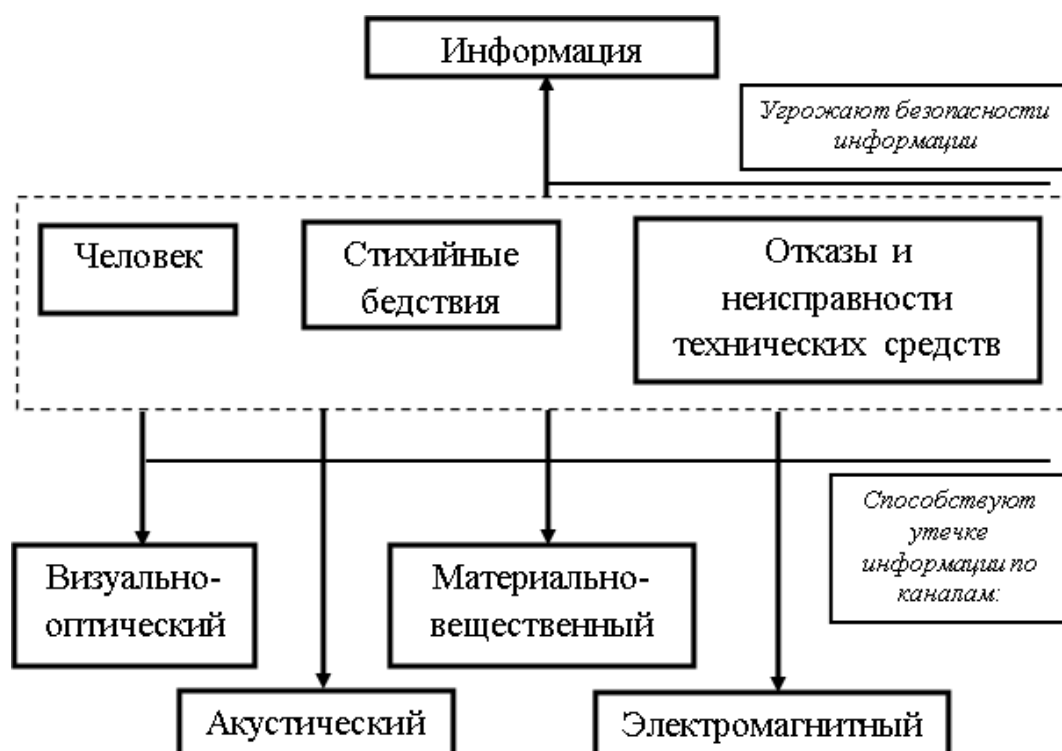 Информация
Угрожают безопасности
информации
Человек
Стихийные
бедствия
Отказы и
неисправности
технических средств
Способствуют
утечке
информации по
каналам:
Визуально-
оптический
Материально-
вещественный
Акустический
Электромагнитный